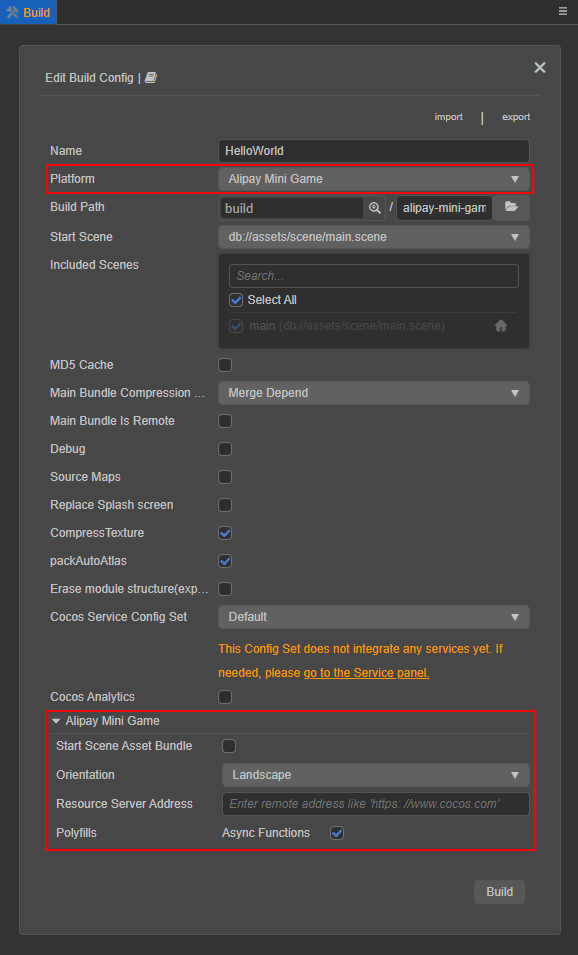 Build
Edit Build Config |
import | export
Name HelloWorld
Platform Alipay Mini Game
Build Path build / alipay-mini-gam
Start Scene db://assets/scene/main.scene
Included Scenes
Search...
Select All
main (db://assets/scene/main.scene)
MD5 Cache
Main Bundle Compression ... Merge Depend
Main Bundle Is Remote
Debug
Source Maps
Replace Splash screen
CompressTexture
packAutoAtlas
Erase module structure(exp...
Cocos Service Config Set Default
This Config Set does not integrate any services yet. If
needed, please go to the Service panel.
Cocos Analytics
Alipay Mini Game
Start Scene Asset Bundle
Orientation Landscape
Resource Server Address Enter remote address like 'https: //www.cocos.com'
Polyfills Async Functions
Build